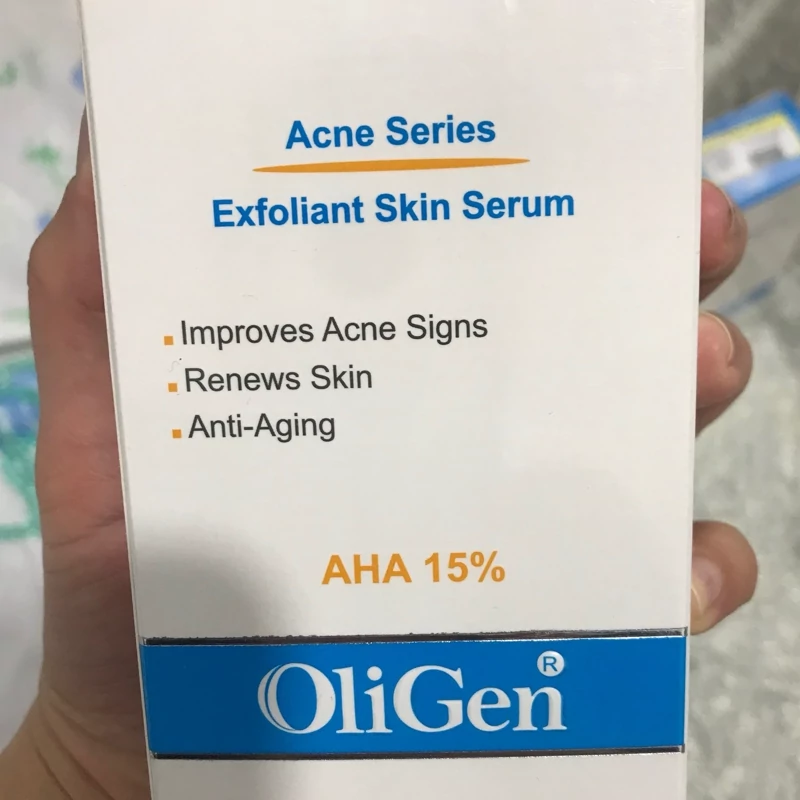 Acne Series
Exfoliant Skin Serum
Improves Acne Signs
Renews Skin
Anti-Aging
AHA 15%
OliGen®